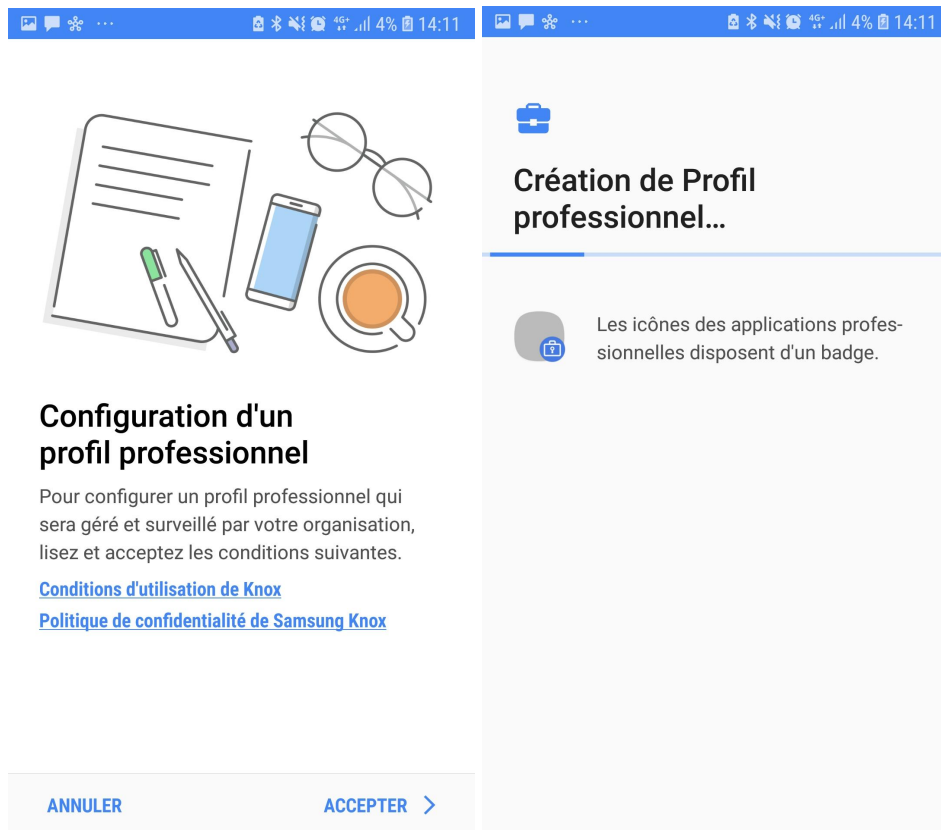 4G+ 4% 14:11
Configuration d'un
profil professionnel
Pour configurer un profil professionnel qui
sera géré et surveillé par votre organisation,
lisez et acceptez les conditions suivantes.
Conditions d'utilisation de Knox
Politique de confidentialité de Samsung Knox
ANNULER
ACCEPTER
4G+ 4% 14:11
Création de Profil
professionnel...
Les icônes des applications profes-
sionnelles disposent d'un badge.